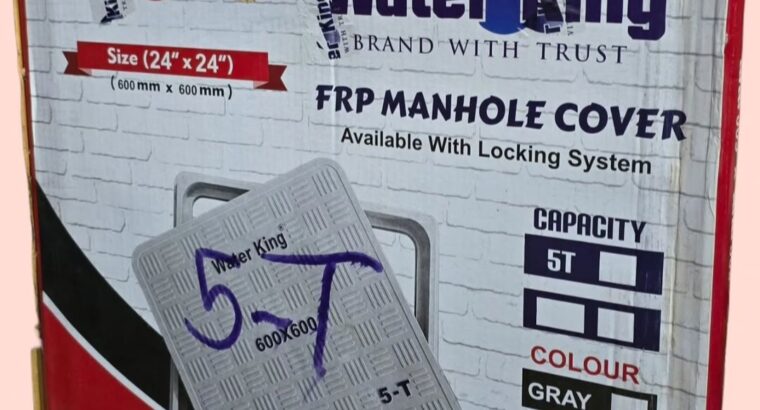 Water King
BRAND WITH TRUST
Size (24" x 24")
(600mm x 600mm)
FRP MANHOLE COVER
Available With Locking System
CAPACITY
5T
COLOUR
GRAY
Water King®
5-T
600X600
5-T